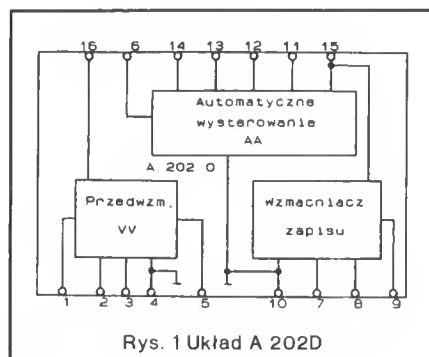 16 6 14 13 12 11 15
Automatyczne
wysterowanie
AA
A 202 D
Przedwzm.
VV
Wzmacniacz
zapisu
1 2 3 4 5 10 7 8 9
Rys. 1 Układ A 202D